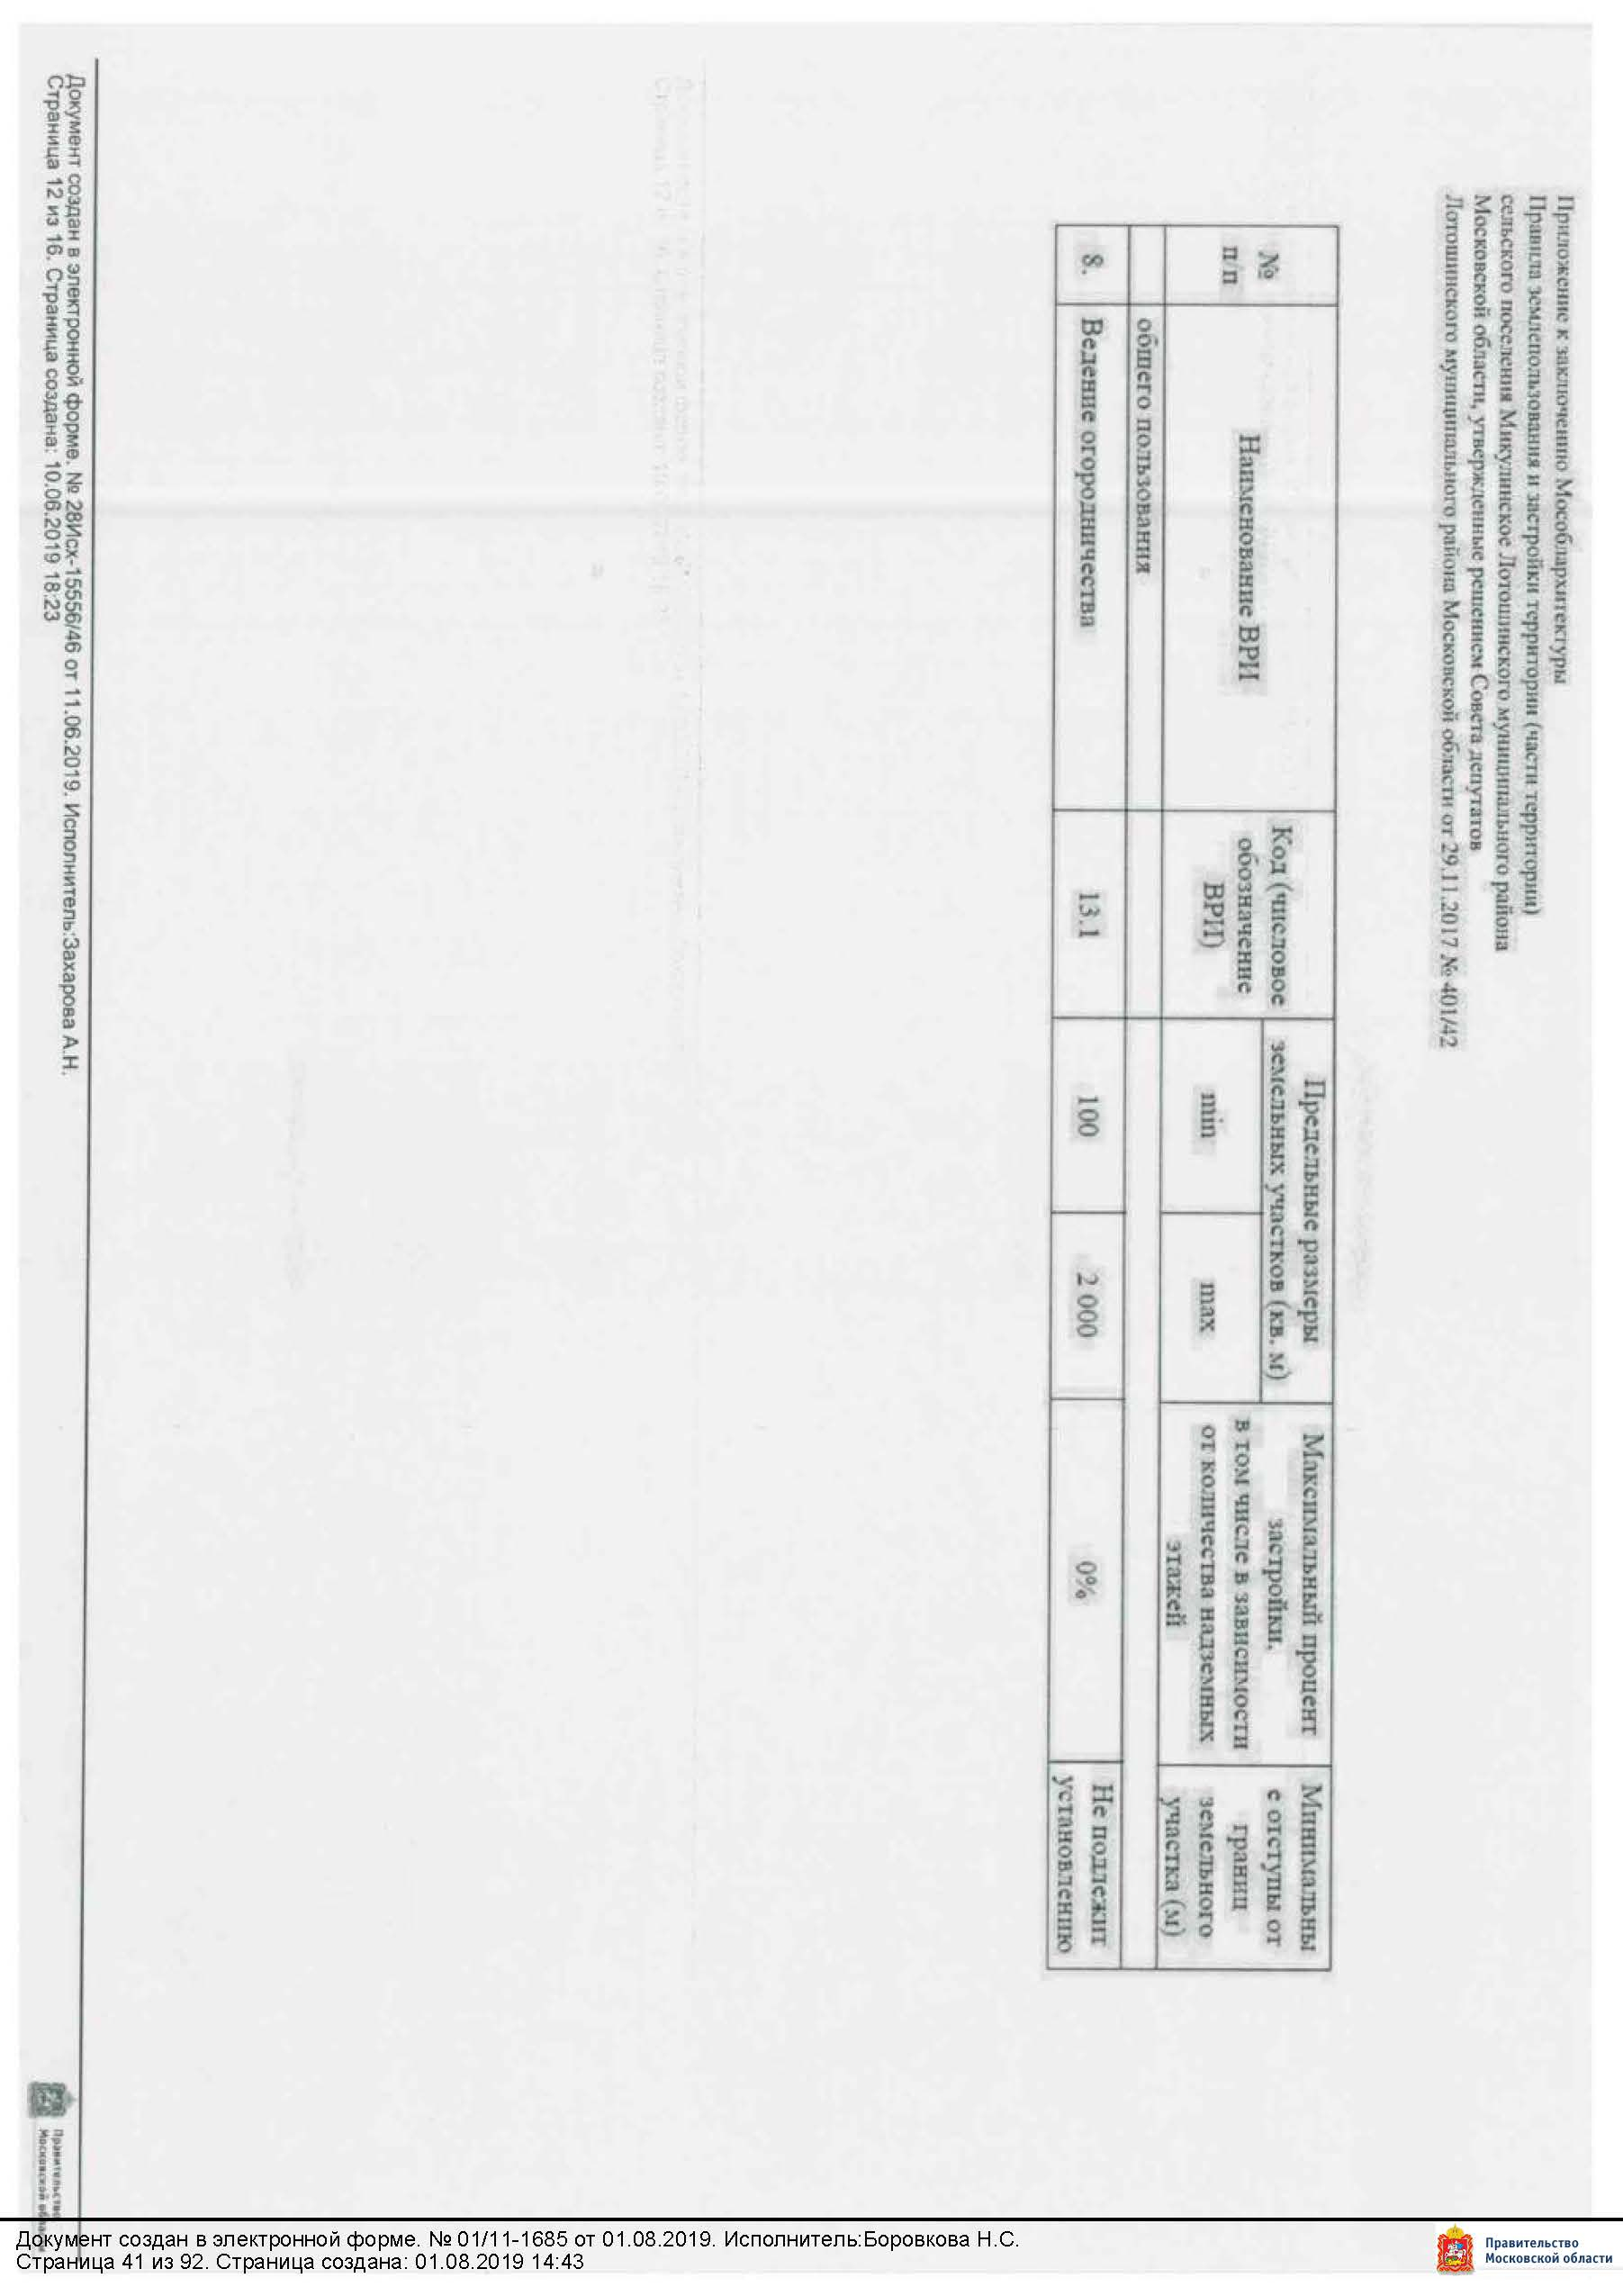 Приложение к заключению Мособлархитектуры
Правила землепользования и застройки территории (части территории)
сельского поселения Микулинское Лотошинского муниципального района
Московской области, утвержденные решением Совета депутатов
Лотошинского муниципального района Московской области от 29.11.2017 № 401/42
№
п/п
Наименование ВРИ
Код (числовое
обозначение
ВРИ)
Предельные размеры
земельных участков (кв. м)
min
max
Максимальный процент
застройки,
в том числе в зависимости
от количества надземных
этажей
Минимальны
е отступы от
границ
земельного
участка (м)
общего пользования
8.
Ведение огородничества
13.1
100
2 000
0%
Не подлежит
установлению
Документ создан в электронной форме. № 28Исх-15556/46 от 11.06.2019. Исполнитель:Захарова А.Н.
Страница 12 из 16. Страница создана: 10.06.2019 18:23
Правительство
Московской области
Документ создан в электронной форме. № 01/11-1685 от 01.08.2019. Исполнитель:Боровкова Н.С.
Страница 41 из 92. Страница создана: 01.08.2019 14:43
Правительство
Московской области